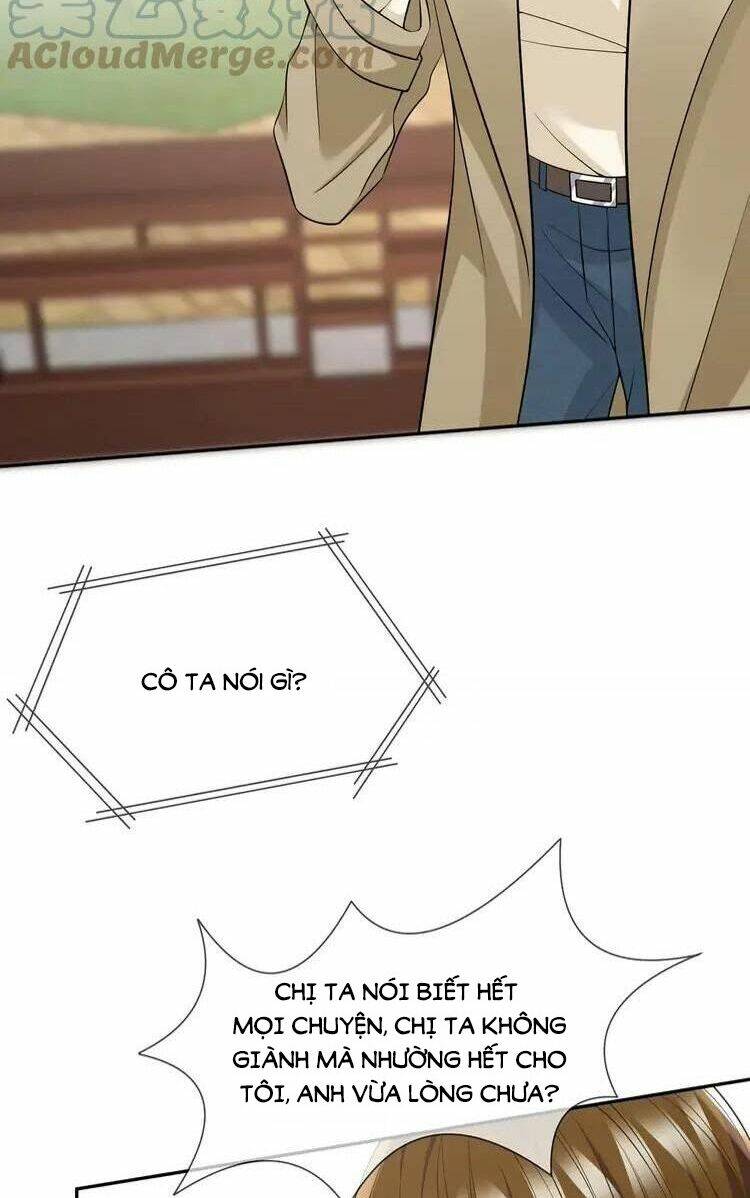 AcloudMerge.com
CÔ TA NÓI GÌ?
CHỊ TA NÓI BIẾT HẾT
MỌI CHUYỆN, CHỊ TA KHÔNG
GIÀNH MÀ NHƯỜNG HẾT CHO
TÔI, ANH VỪA LÒNG CHƯA?